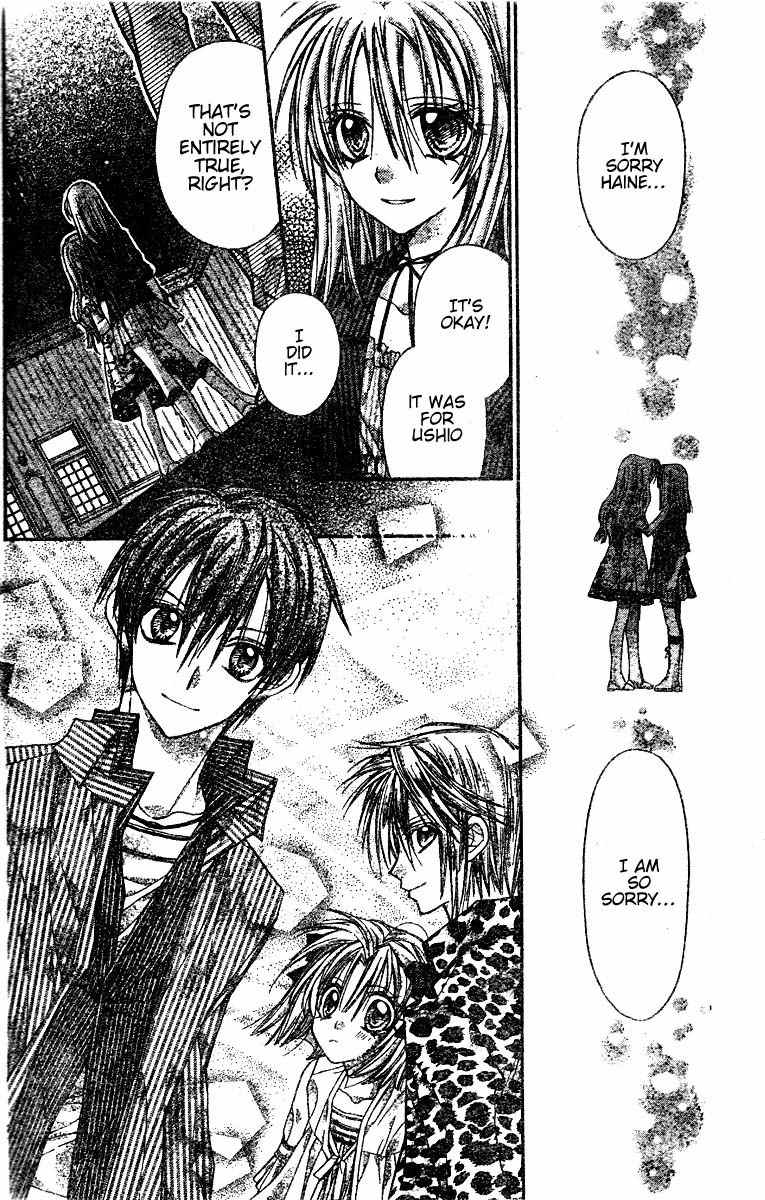 I'M
SORRY
HAINE...
I AM
SO
SORRY...
IT'S
OKAY!
IT WAS
FOR
USHIO
I
DID
IT...
THAT'S
NOT
ENTIRELY
TRUE,
RIGHT?